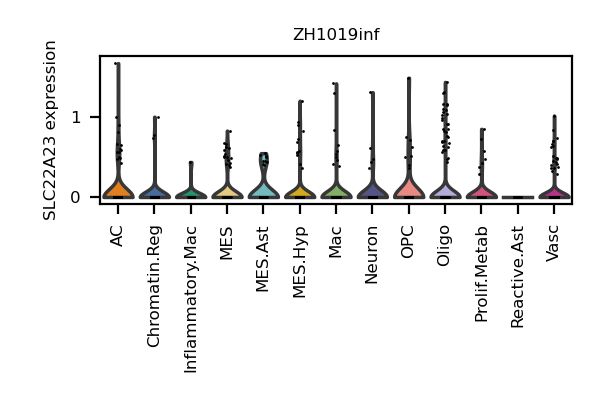 ZH1019inf
SLC22A23 expression
1
0
AC
Chromatin.Reg
Inflammatory.Mac
MES
MES.Ast
MES.Hyp
Mac
Neuron
OPC
Oligo
Prolif.Metab
Reactive.Ast
Vasc